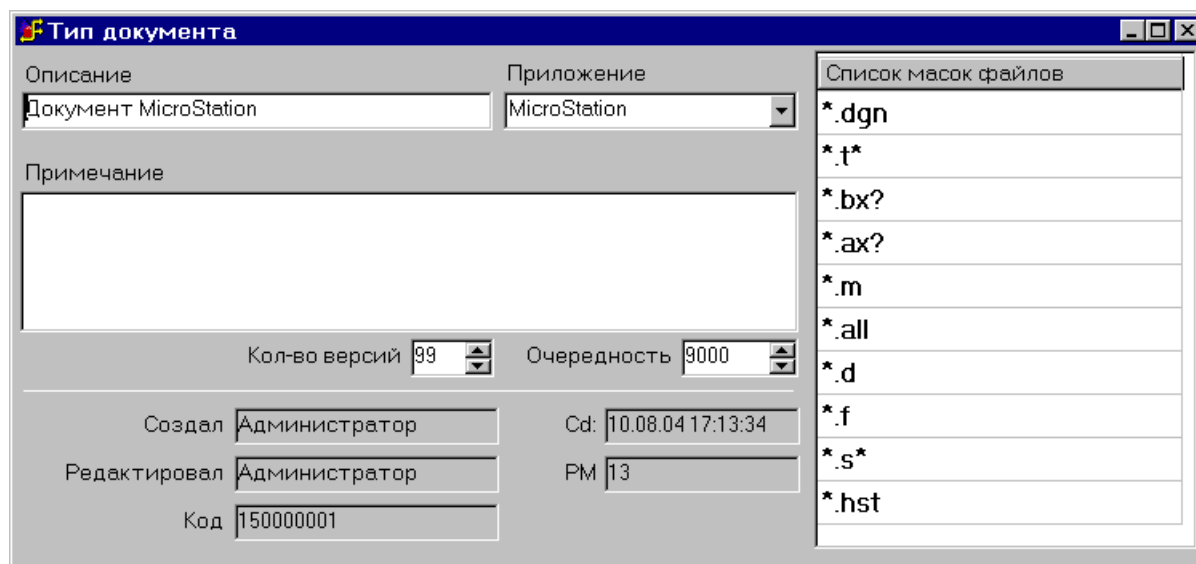 Тип документа
Описание
Приложение
Документ MicroStation
MicroStation
Примечание
Кол-во версий 99
Очередность 9000
Создал Администратор
Cd: 10.08.04 17:13:34
Редактировал Администратор
РМ 13
Код 150000001
Список масок файлов
*.dgn
*.t*
*.bx?
*.ax?
*.m
*.all
*.d
*.f
*.s*
*.hst